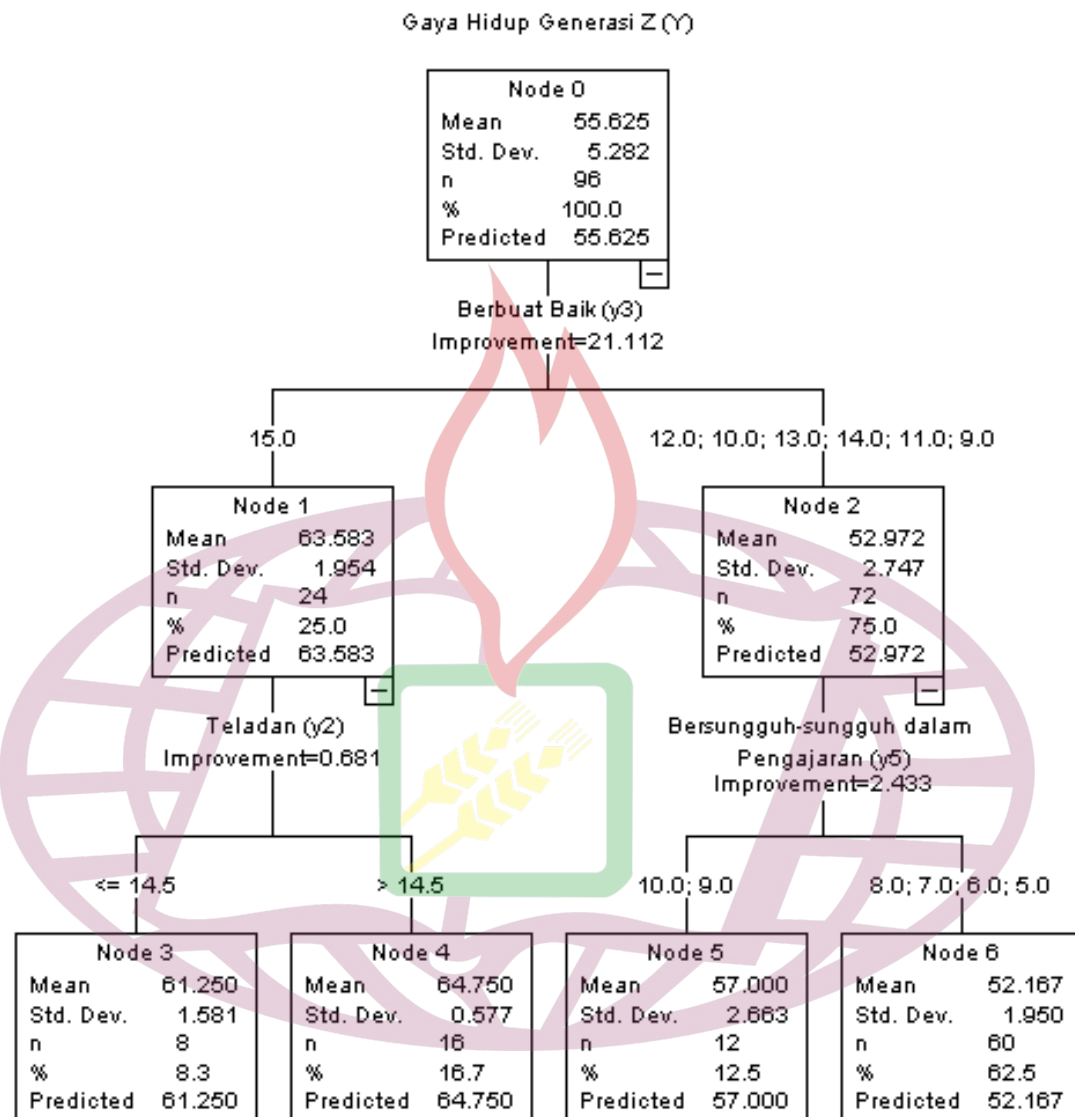 Gaya Hidup Generasi Z (Y)
Node 0
Mean 55.625
Std. Dev. 5.282
n 96
% 100.0
Predicted 55.625
Berbuat Baik (y3)
Improvement=21.112
15.0
12.0; 10.0; 13.0; 14.0; 11.0; 9.0
Node 1
Mean 63.583
Std. Dev. 1.954
n 24
% 25.0
Predicted 63.583
Node 2
Mean 52.972
Std. Dev. 2.747
n 72
% 75.0
Predicted 52.972
Teladan (y2)
Improvement=0.681
Bersungguh-sungguh dalam
Pengajaran (y5)
Improvement=2.433
<= 14.5
> 14.5
10.0; 9.0
8.0; 7.0; 6.0; 5.0
Node 3
Mean 61.250
Std. Dev. 1.581
n 8
% 8.3
Predicted 61.250
Node 4
Mean 64.750
Std. Dev. 0.577
n 16
% 16.7
Predicted 64.750
Node 5
Mean 57.000
Std. Dev. 2.663
n 12
% 12.5
Predicted 57.000
Node 6
Mean 52.167
Std. Dev. 1.950
n 60
% 62.5
Predicted 52.167